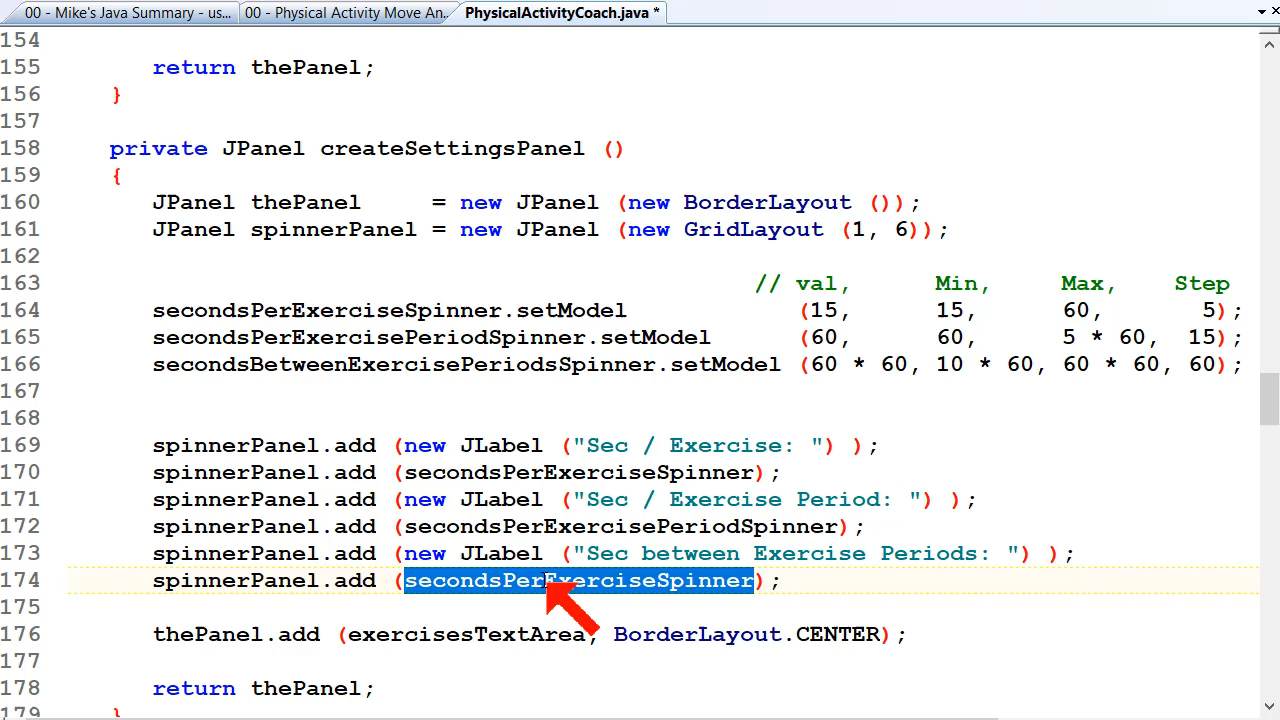 00 - Mike's Java Summary - us... 00 - Physical Activity Move An... PhysicalActivityCoach.java *
154
155 return thePanel;
156 }
157
158 private JPanel createSettingsPanel ()
159 {
160 JPanel thePanel = new JPanel (new BorderLayout ());
161 JPanel spinnerPanel = new JPanel (new GridLayout (1, 6));
162
163 // val, Min, Max, Step
164 secondsPerExerciseSpinner.setModel (15, 15, 60, 5);
165 secondsPerExercisePeriodSpinner.setModel (60, 60, 5 * 60, 15);
166 secondsBetweenExercisePeriodsSpinner.setModel (60 * 60, 10 * 60, 60 * 60, 60);
167
168
169 spinnerPanel.add (new JLabel ("Sec / Exercise: ") );
170 spinnerPanel.add (secondsPerExerciseSpinner);
171 spinnerPanel.add (new JLabel ("Sec / Exercise Period: ") );
172 spinnerPanel.add (secondsPerExercisePeriodSpinner);
173 spinnerPanel.add (new JLabel ("Sec between Exercise Periods: ") );
174 spinnerPanel.add (secondsPerExerciseSpinner);
175
176 thePanel.add (exercisesTextArea, BorderLayout.CENTER);
177
178 return thePanel;
179 }